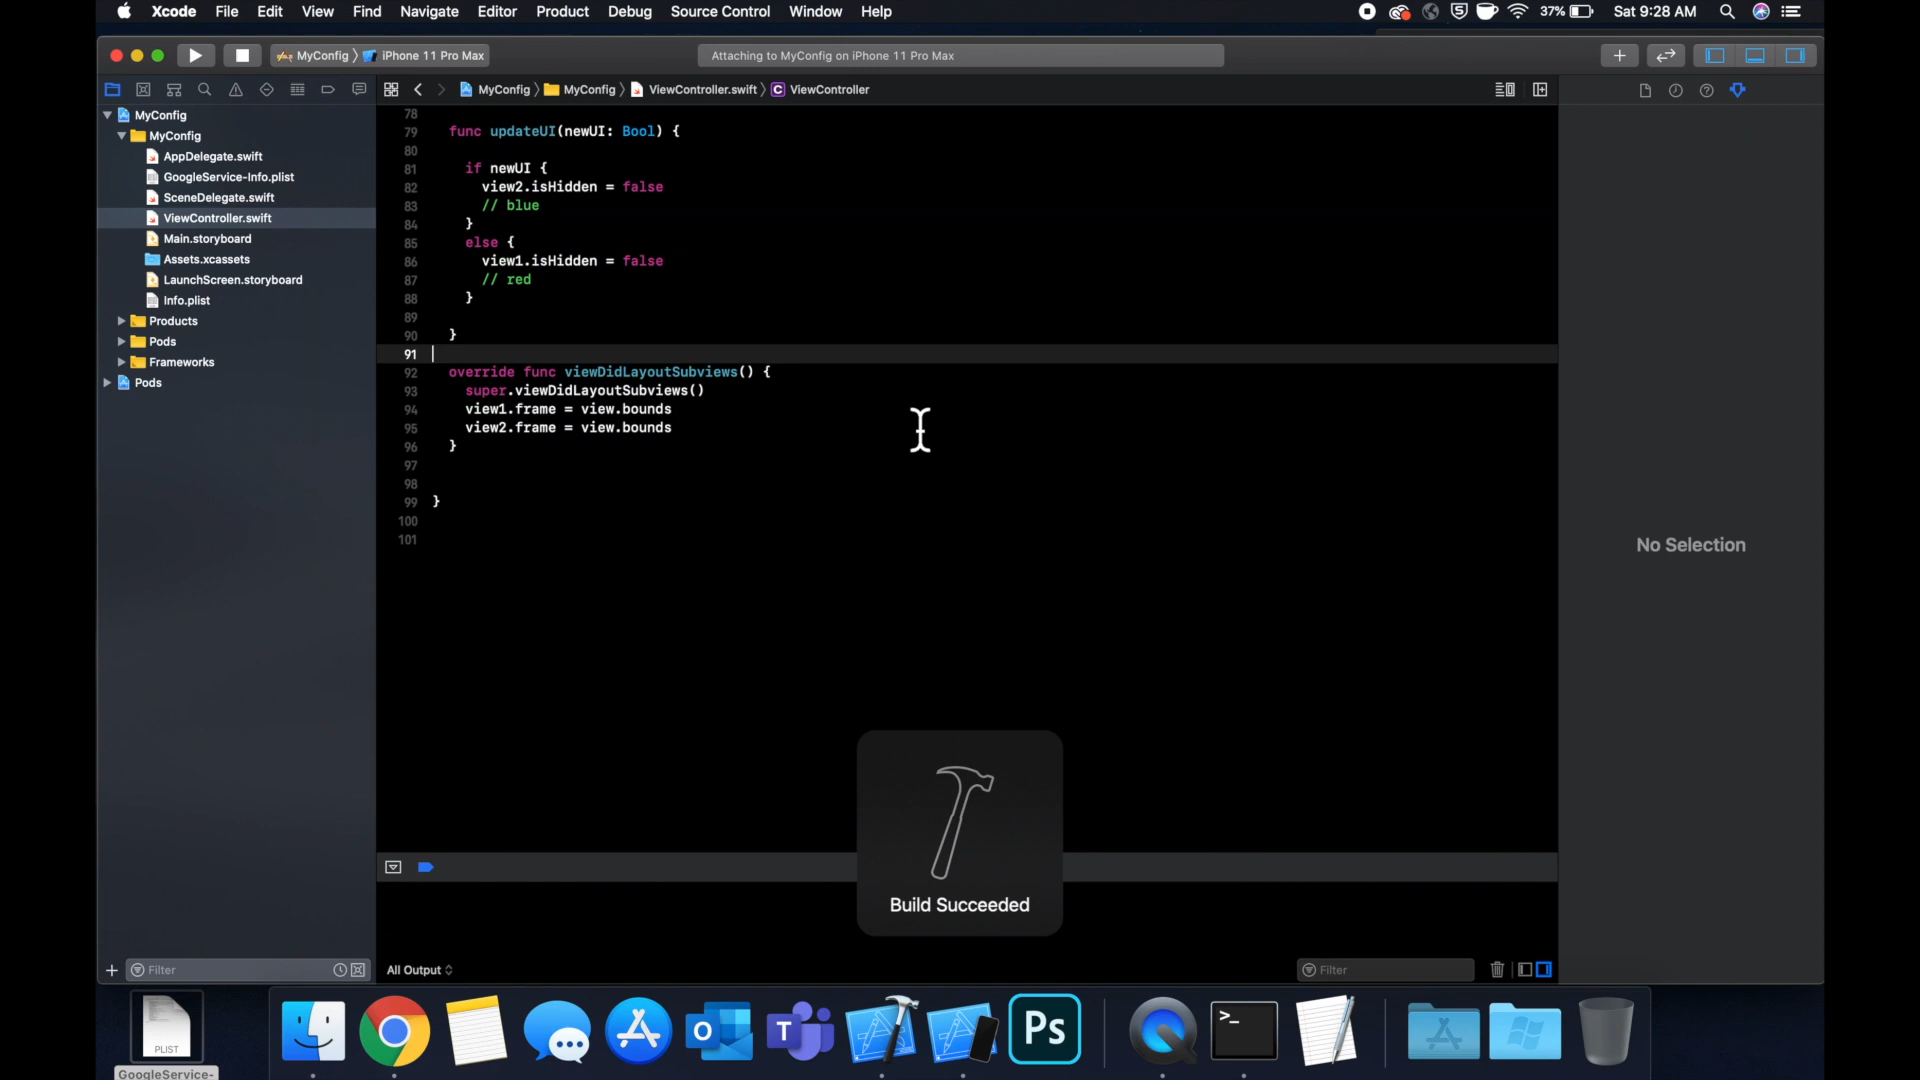 Xcode File Edit View Find Navigate Editor Product Debug Source Control Window Help 37% Sat 9:28 AM
MyConfig iPhone 11 Pro Max Attaching to MyConfig on iPhone 11 Pro Max
MyConfig MyConfig ViewController.swift C ViewController
MyConfig
MyConfig
AppDelegate.swift
GoogleService-Info.plist
SceneDelegate.swift
ViewController.swift
Main.storyboard
Assets.xcassets
LaunchScreen.storyboard
Info.plist
Products
Pods
Frameworks
Pods
78
79 func updateUI(newUI: Bool) {
80
81 if newUI {
82 view2.isHidden = false
83 // blue
84 }
85 else {
86 view1.isHidden = false
87 // red
88 }
89
90 }
91
92 override func viewDidLayoutSubviews() {
93 super.viewDidLayoutSubviews()
94 view1.frame = view.bounds
95 view2.frame = view.bounds
96 }
97
98
99 }
100
101
No Selection
Build Succeeded
Filter
All Output
Filter
PLIST
GoogleService-
O
T
Ps
>_